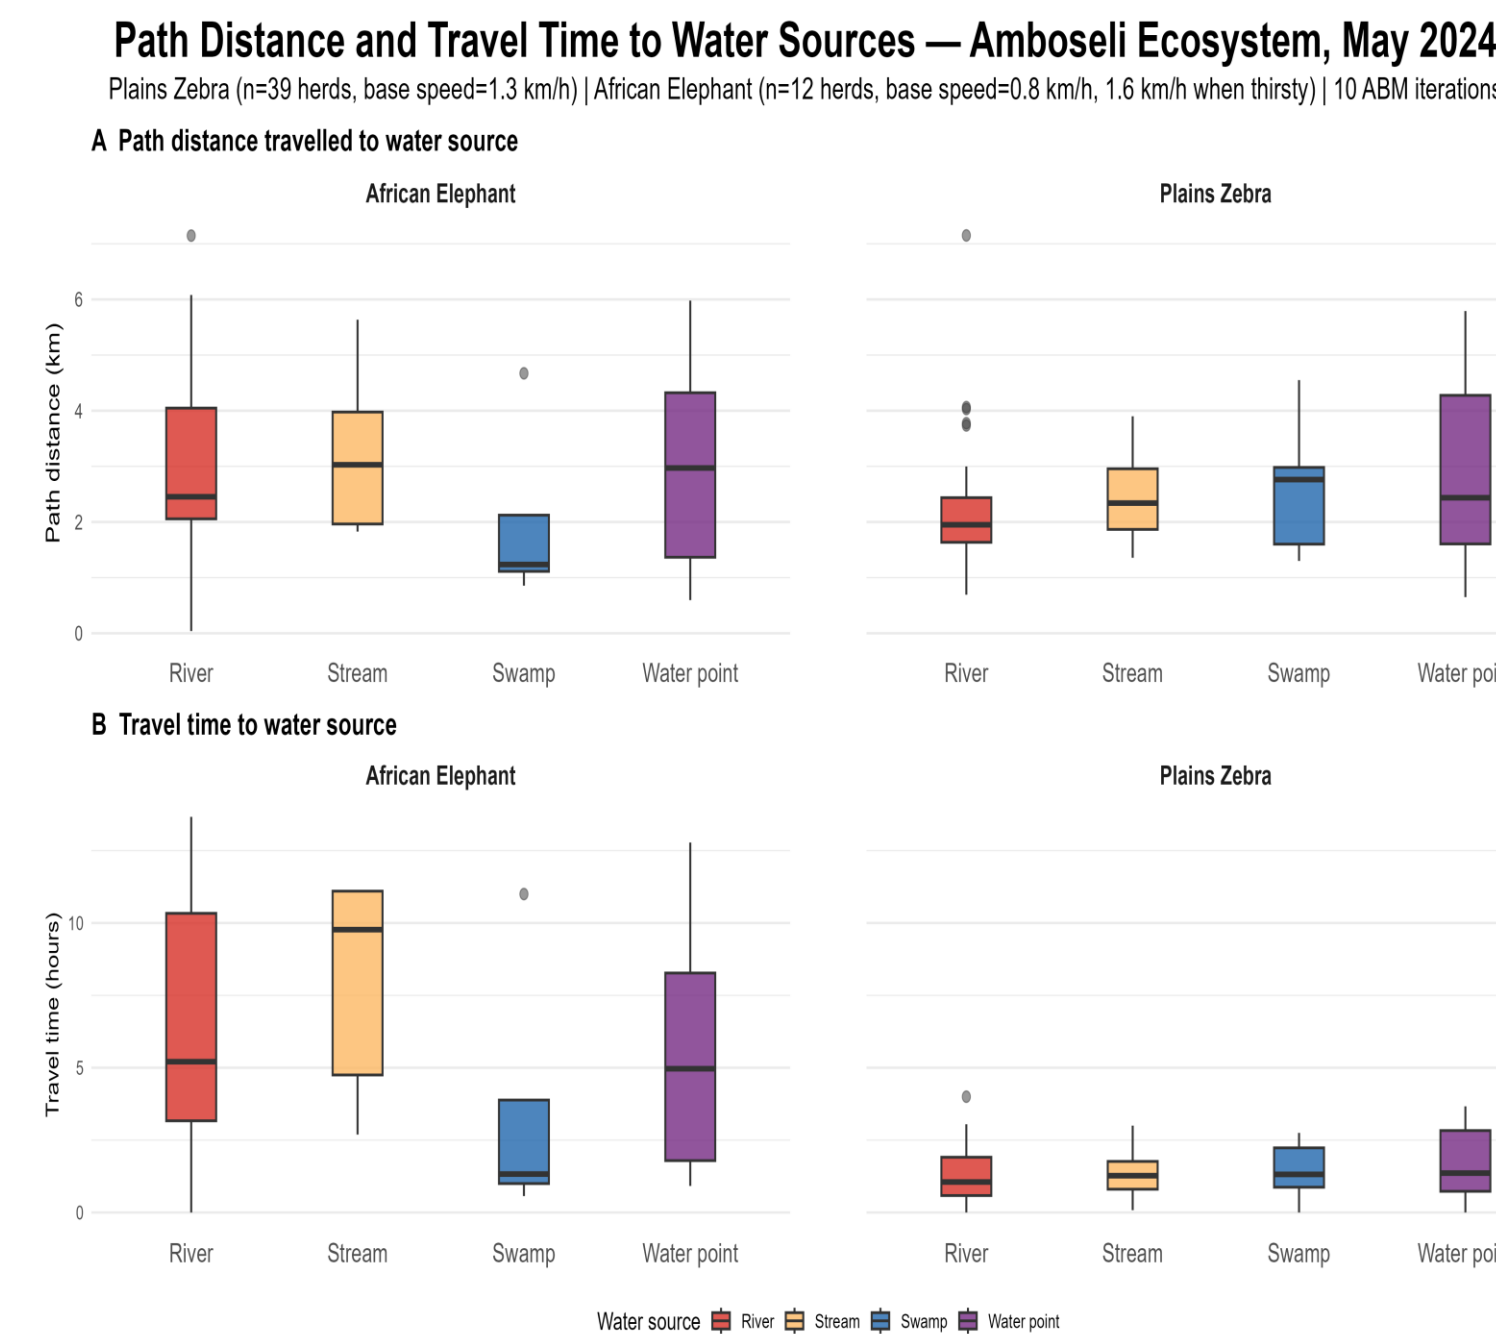 Path Distance and Travel Time to Water Sources — Amboseli Ecosystem, May 2024
Plains Zebra (n=39 herds, base speed=1.3 km/h) | African Elephant (n=12 herds, base speed=0.8 km/h, 1.6 km/h when thirsty) | 10 ABM iterations
A Path distance travelled to water source
African Elephant
Plains Zebra
Path distance (km)
6
4
2
0
River Stream Swamp Water point
River Stream Swamp Water poi
B Travel time to water source
African Elephant
Plains Zebra
Travel time (hours)
10
5
0
River Stream Swamp Water point
River Stream Swamp Water poi
Water source River Stream Swamp Water point